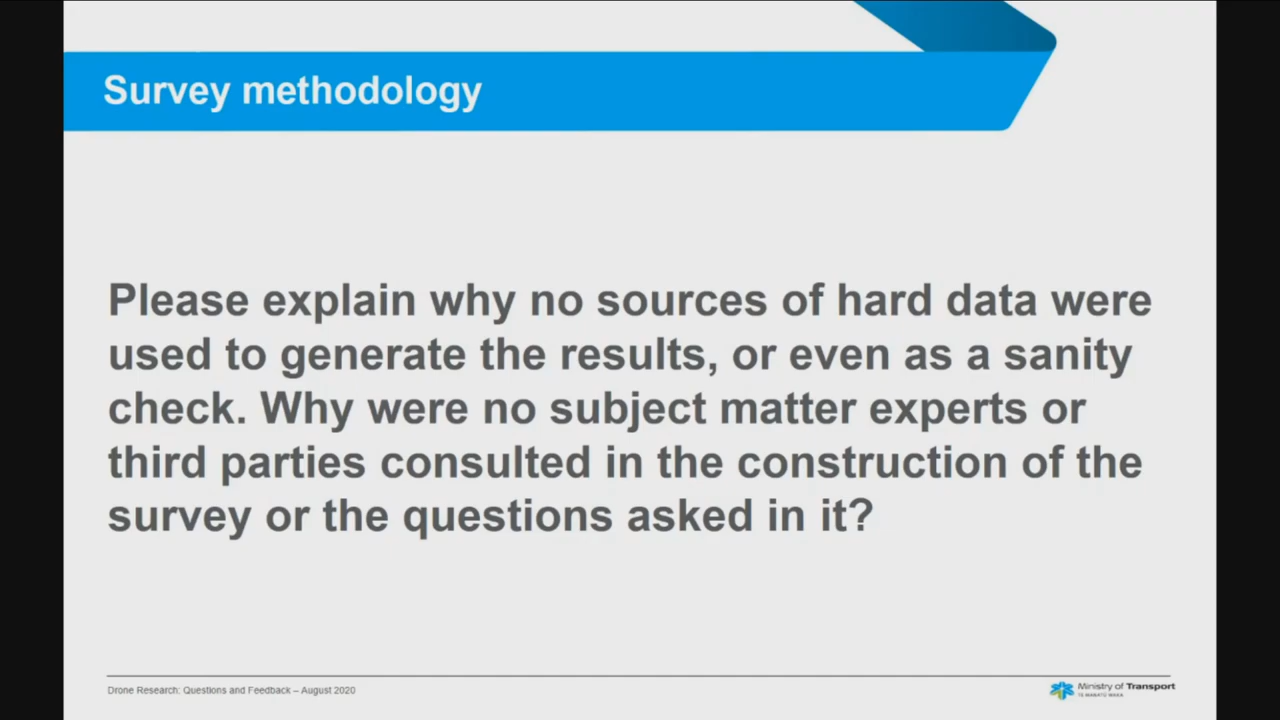 Survey methodology
Please explain why no sources of hard data were
used to generate the results, or even as a sanity
check. Why were no subject matter experts or
third parties consulted in the construction of the
survey or the questions asked in it?
Drone Research: Questions and Feedback – August 2020
Ministry of Transport
TE MANATŪ WAKA